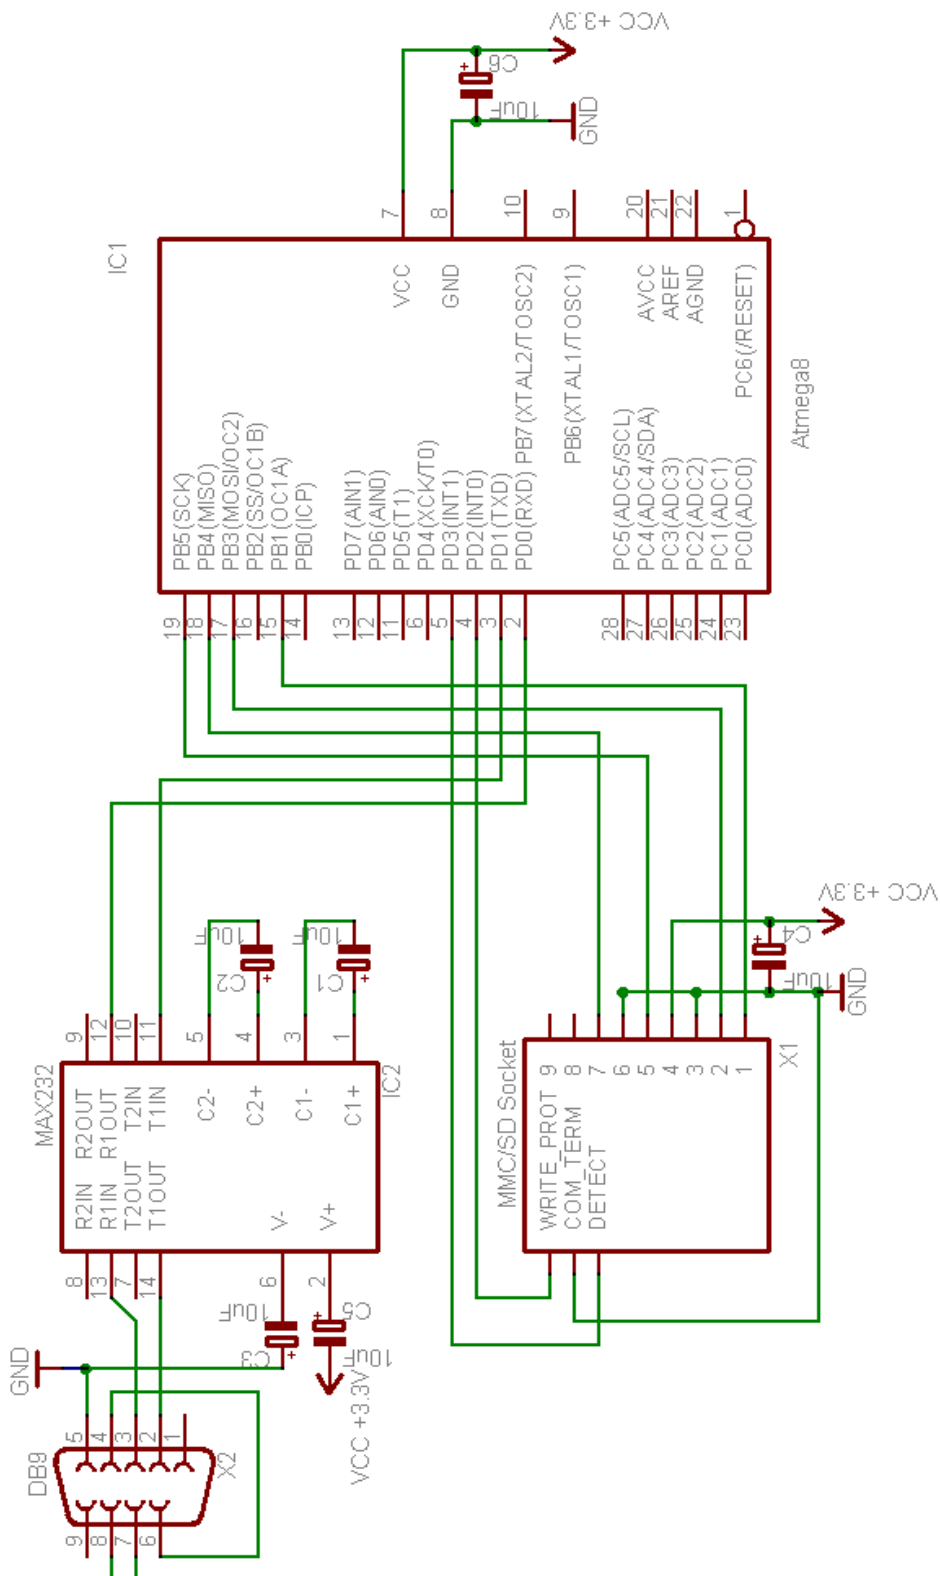 VCC +3.3V
C6
+
10uF
GND
7
8
10
9
20
21
22
1
IC1
VCC
GND
PB7(XTAL2/TOSC2)
PB6(XTAL1/TOSC1)
AVCC
AREF
AGND
PC6(/RESET)
Atmega8
PB5(SCK)
PB4(MISO)
PB3(MOSI/OC2)
PB2(SS/OC1B)
PB1(OC1A)
PB0(ICP)
PD7(AIN1)
PD6(AIN0)
PD5(T1)
PD4(XCK/T0)
PD3(INT1)
PD2(INT0)
PD1(TXD)
PD0(RXD)
PC5(ADC5/SCL)
PC4(ADC4/SDA)
PC3(ADC3)
PC2(ADC2)
PC1(ADC1)
PC0(ADC0)
19
18
17
16
15
14
13
12
11
6
5
4
3
2
28
27
26
25
24
23
VCC +3.3V
C4
+
10uF
GND
10uF
C2
+
10uF
C1
+
9
12
10
11
5
4
3
1
MAX232
IC2
R2OUT
R1OUT
T2IN
T1IN
C2-
C2+
C1-
C1+
R2IN
R1IN
T2OUT
T1OUT
V-
V+
8
13
7
14
6
2
MMC/SD Socket
X1
9
8
7
6
5
4
3
2
1
WRITE_PROT
COM_TERM
DETECT
10uF
C3
+
C5
+
10uF
VCC +3.3V
GND
DB9
X2
5
4
3
2
1
9
8
7
6